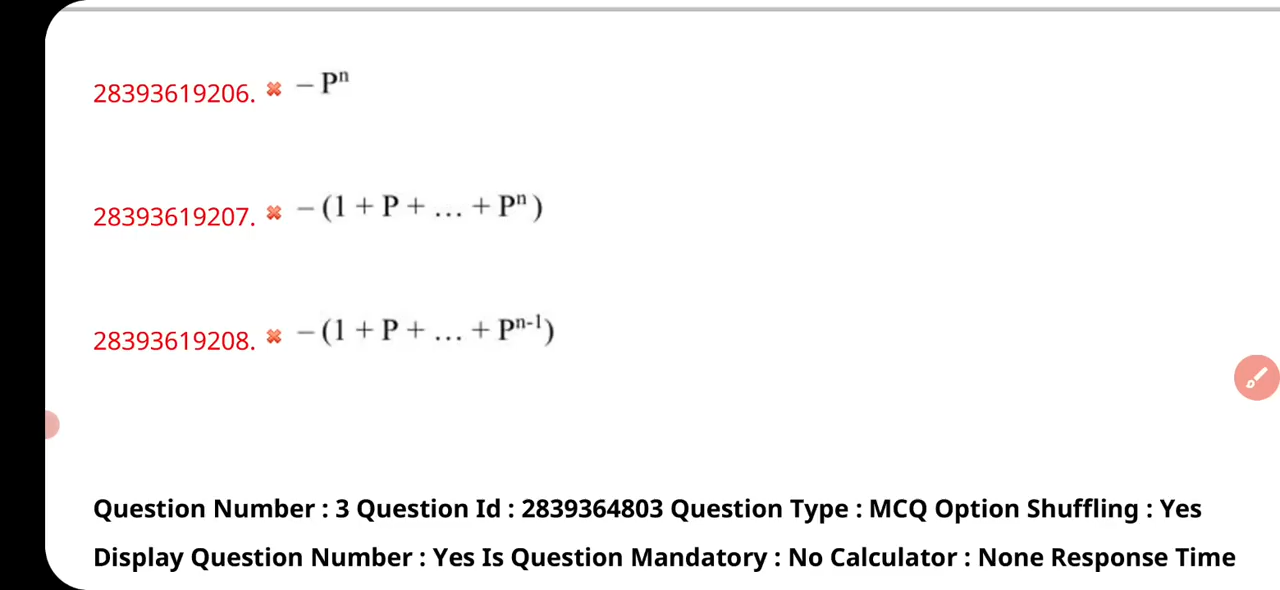 28393619206. ✖ − Pⁿ
28393619207. ✖ − (1 + P + … + Pⁿ )
28393619208. ✖ − (1 + P + … + Pⁿ⁻¹)
Question Number : 3 Question Id : 2839364803 Question Type : MCQ Option Shuffling : Yes
Display Question Number : Yes Is Question Mandatory : No Calculator : None Response Time